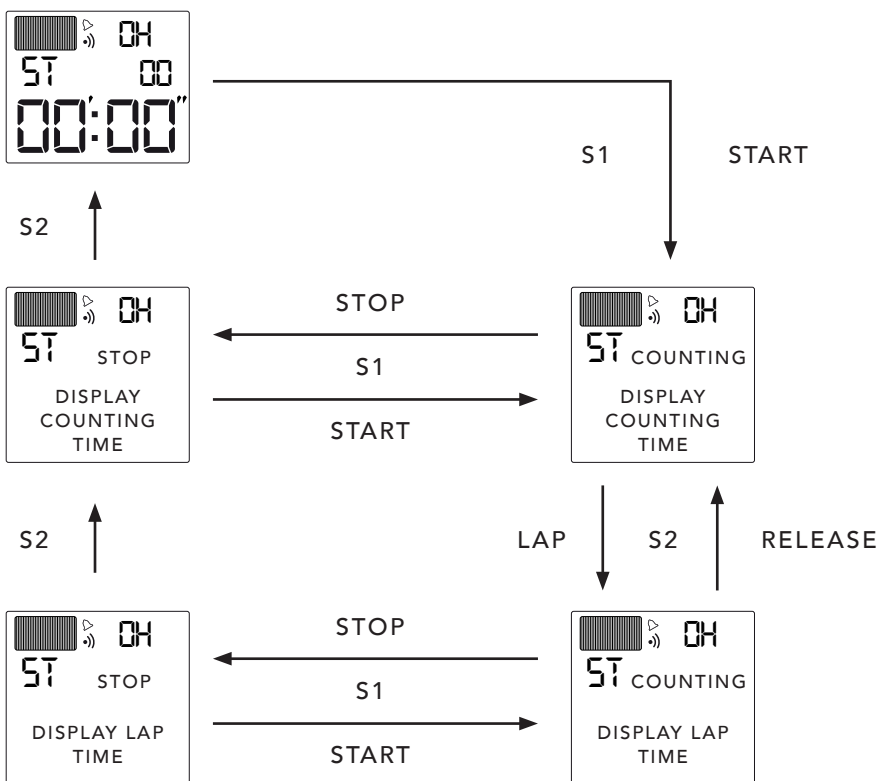 0H
ST 00
00':00"
S1 START
S2
0H
ST STOP
DISPLAY
COUNTING
TIME
STOP
S1
START
0H
ST COUNTING
DISPLAY
COUNTING
TIME
S2
LAP S2 RELEASE
0H
ST STOP
DISPLAY LAP
TIME
STOP
S1
START
0H
ST COUNTING
DISPLAY LAP
TIME